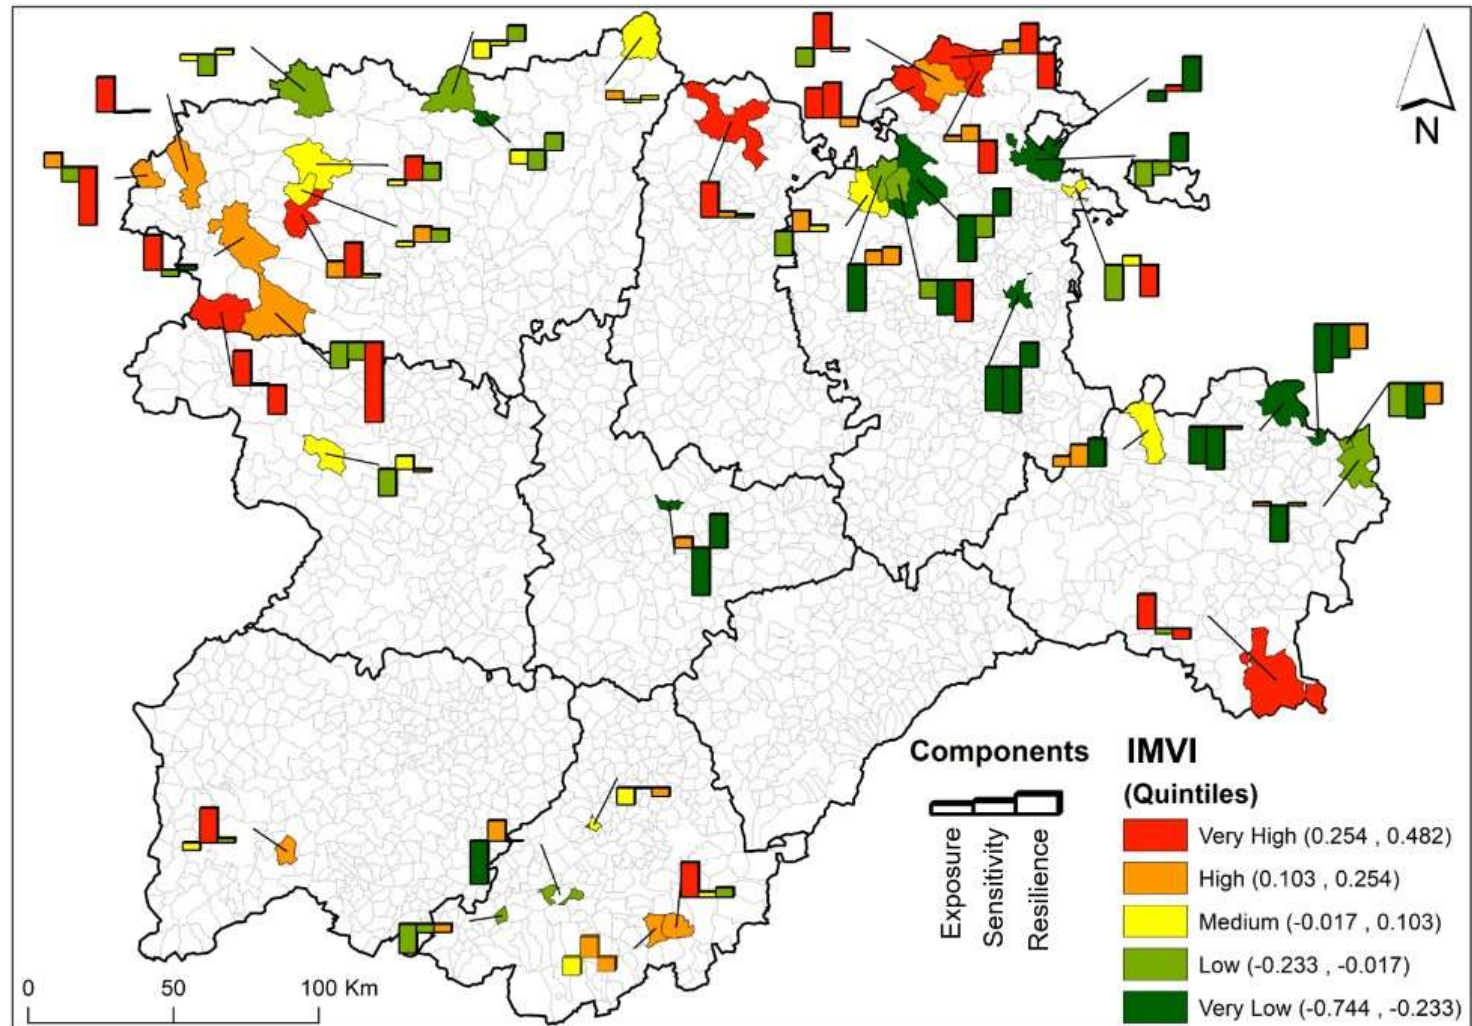 N
Components
Exposure
Sensitivity
Resilience
IMVI
(Quintiles)
Very High (0.254 , 0.482)
High (0.103 , 0.254)
Medium (-0.017 , 0.103)
Low (-0.233 , -0.017)
Very Low (-0.744 , -0.233)
0 50 100 Km